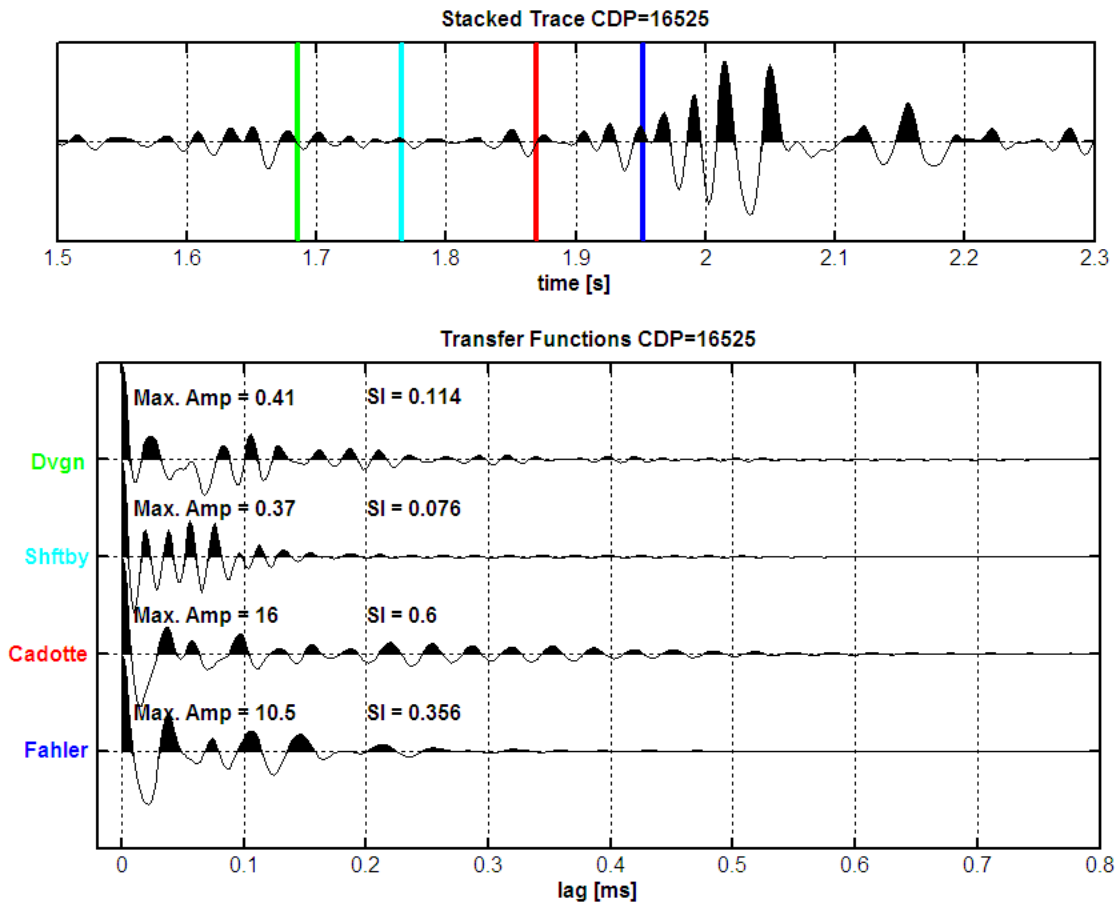 Stacked Trace CDP=16525
1.5 1.6 1.7 1.8 1.9 2 2.1 2.2 2.3
time [s]
Transfer Functions CDP=16525
Max. Amp = 0.41 SI = 0.114
Dvgn
Max. Amp = 0.37 SI = 0.076
Shftby
Max. Amp = 16 SI = 0.6
Cadotte
Max. Amp = 10.5 SI = 0.356
Fahler
0 0.1 0.2 0.3 0.4 0.5 0.6 0.7 0.8
lag [ms]